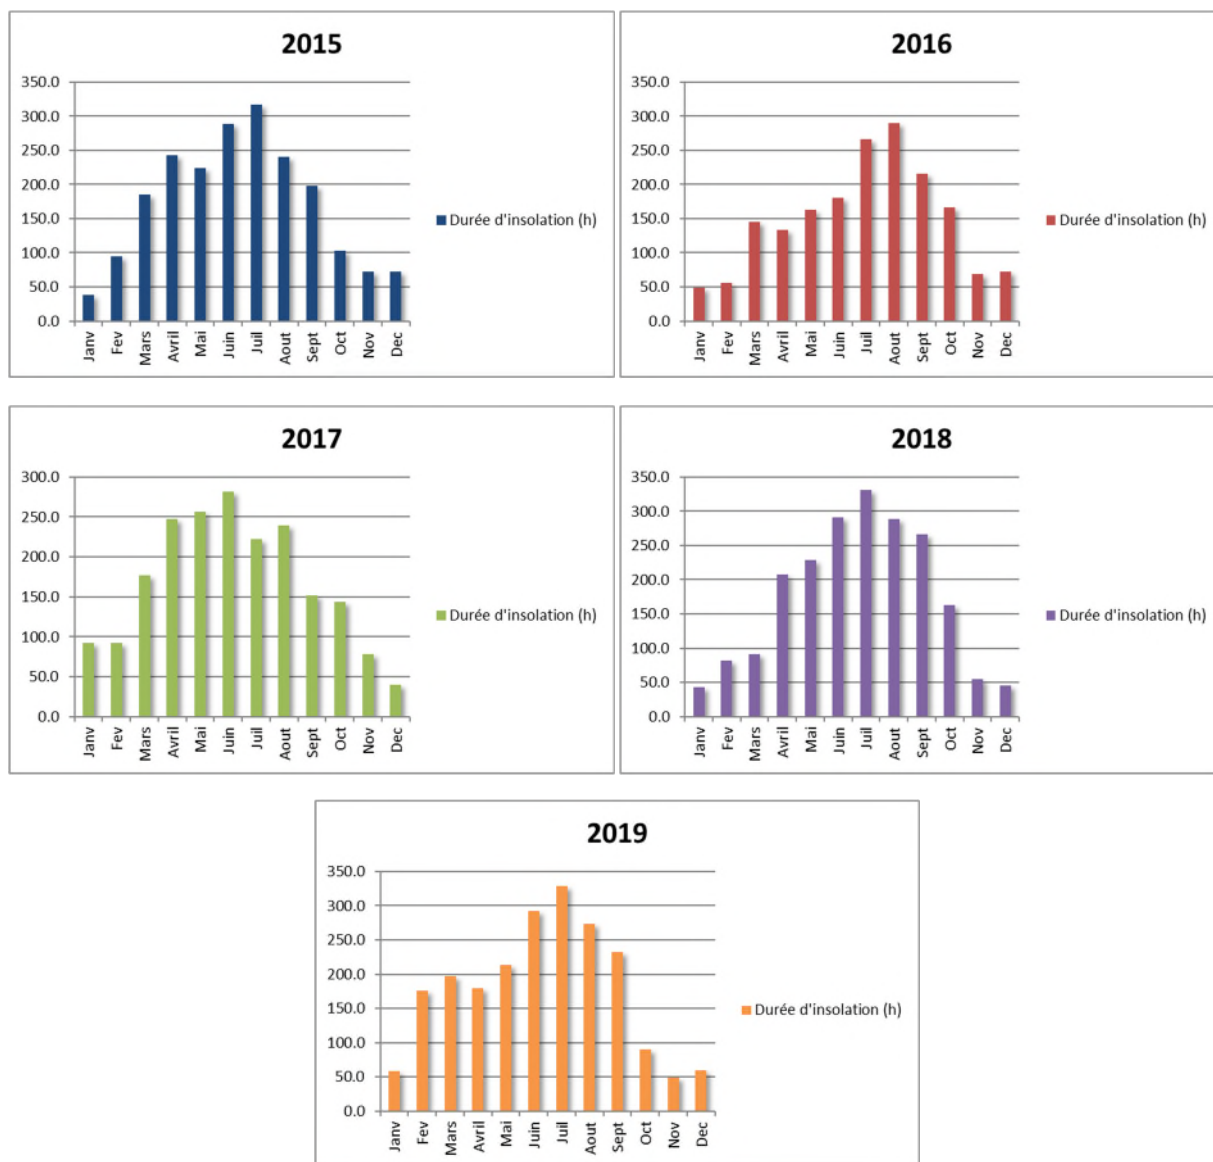 2015
350.0
300.0
250.0
200.0
150.0
100.0
50.0
0.0
Janv
Fev
Mars
Avril
Mai
Juin
Juil
Aout
Sept
Oct
Nov
Dec
Durée d'insolation (h)
2016
350.0
300.0
250.0
200.0
150.0
100.0
50.0
0.0
Janv
Fev
Mars
Avril
Mai
Juin
Juil
Aout
Sept
Oct
Nov
Dec
Durée d'insolation (h)
2017
300.0
250.0
200.0
150.0
100.0
50.0
0.0
Janv
Fev
Mars
Avril
Mai
Juin
Juil
Aout
Sept
Oct
Nov
Dec
Durée d'insolation (h)
2018
350.0
300.0
250.0
200.0
150.0
100.0
50.0
0.0
Janv
Fev
Mars
Avril
Mai
Juin
Juil
Aout
Sept
Oct
Nov
Dec
Durée d'insolation (h)
2019
350.0
300.0
250.0
200.0
150.0
100.0
50.0
0.0
Janv
Fev
Mars
Avril
Mai
Juin
Juil
Aout
Sept
Oct
Nov
Dec
Durée d'insolation (h)